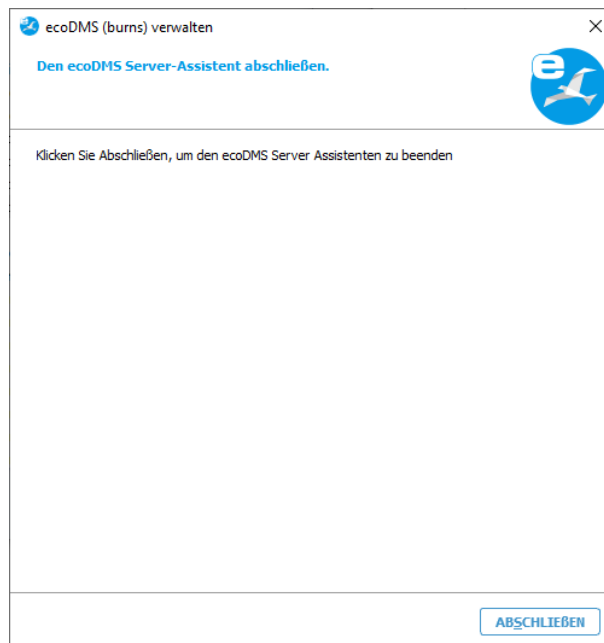 ecoDMS (burns) verwalten
Den ecoDMS Server-Assistent abschließen.
e
Klicken Sie Abschließen, um den ecoDMS Server Assistenten zu beenden
ABSCHLIEßEN